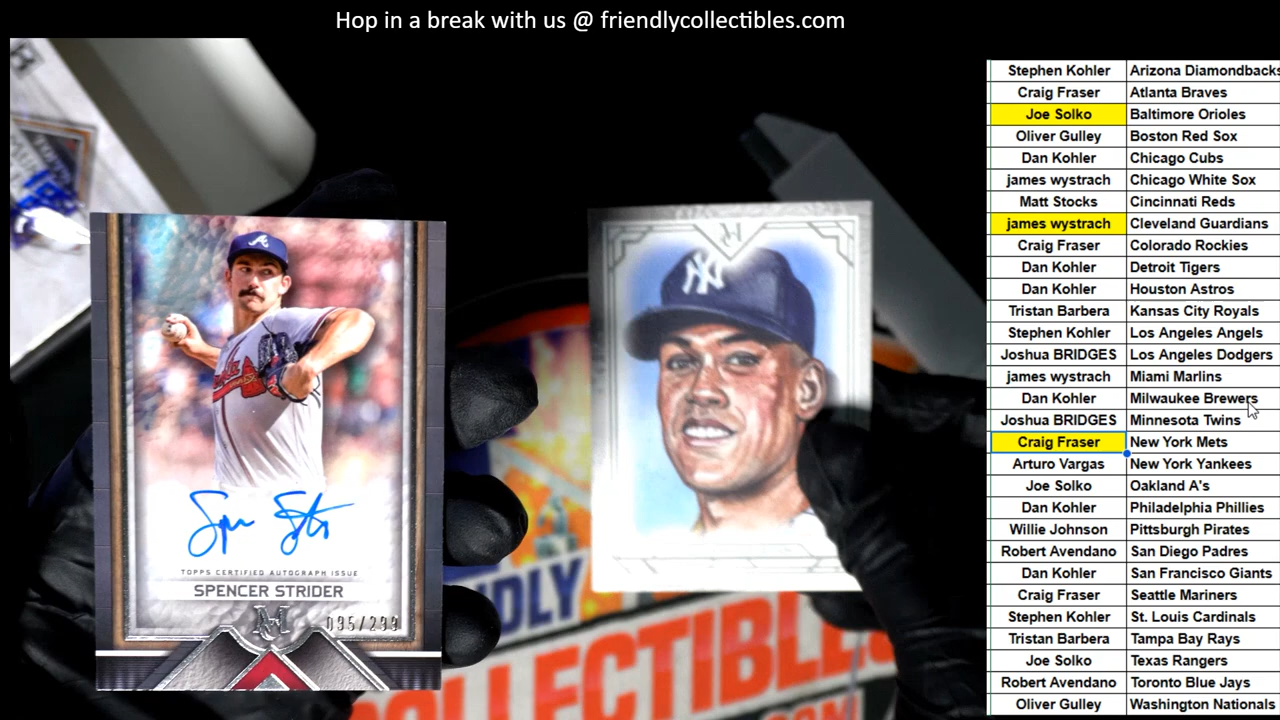 Hop in a break with us @ friendlycollectibles.com
Stephen Kohler Arizona Diamondbacks
Craig Fraser Atlanta Braves
Joe Solko Baltimore Orioles
Oliver Gulley Boston Red Sox
Dan Kohler Chicago Cubs
james wystrach Chicago White Sox
Matt Stocks Cincinnati Reds
james wystrach Cleveland Guardians
Craig Fraser Colorado Rockies
Dan Kohler Detroit Tigers
Dan Kohler Houston Astros
Tristan Barbera Kansas City Royals
Stephen Kohler Los Angeles Angels
Joshua BRIDGES Los Angeles Dodgers
james wystrach Miami Marlins
Dan Kohler Milwaukee Brewers
Joshua BRIDGES Minnesota Twins
Craig Fraser New York Mets
Arturo Vargas New York Yankees
Joe Solko Oakland A's
Dan Kohler Philadelphia Phillies
Willie Johnson Pittsburgh Pirates
Robert Avendano San Diego Padres
Dan Kohler San Francisco Giants
Craig Fraser Seattle Mariners
Stephen Kohler St. Louis Cardinals
Tristan Barbera Tampa Bay Rays
Joe Solko Texas Rangers
Robert Avendano Toronto Blue Jays
Oliver Gulley Washington Nationals
A
NY
TOPPS CERTIFIED AUTOGRAPH ISSUE
SPENCER STRIDER
M
095/299
NDLY
COLLECTIBLES